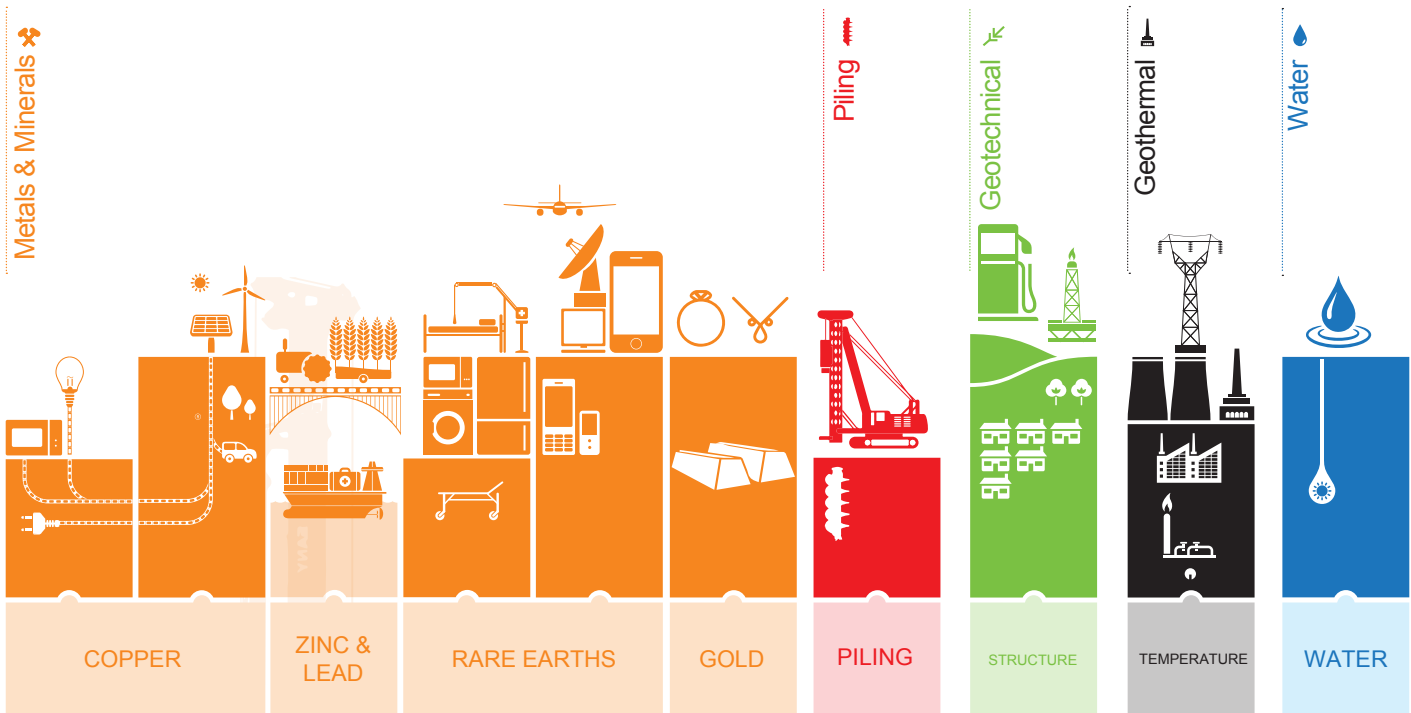 Metals & Minerals
Piling
Geotechnical
Geothermal
Water
COPPER
ZINC &
LEAD
RARE EARTHS
GOLD
PILING
STRUCTURE
TEMPERATURE
WATER